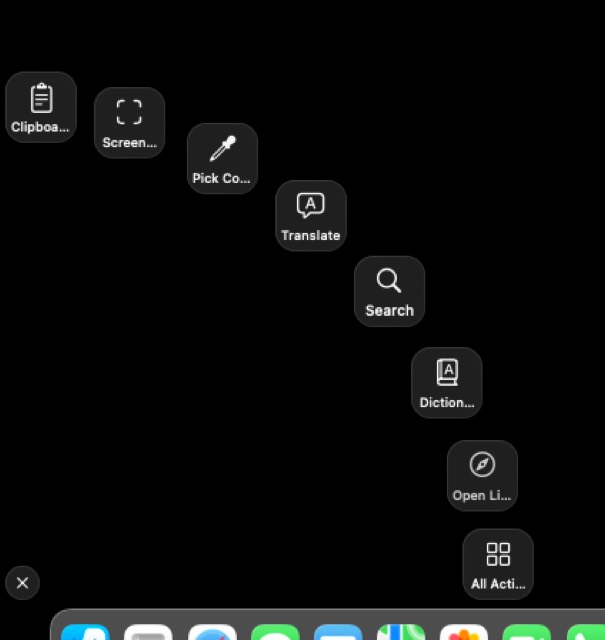 Clipboa...
Screen...
Pick Co...
A
Translate
Search
A
Diction...
Open Li...
All Acti...